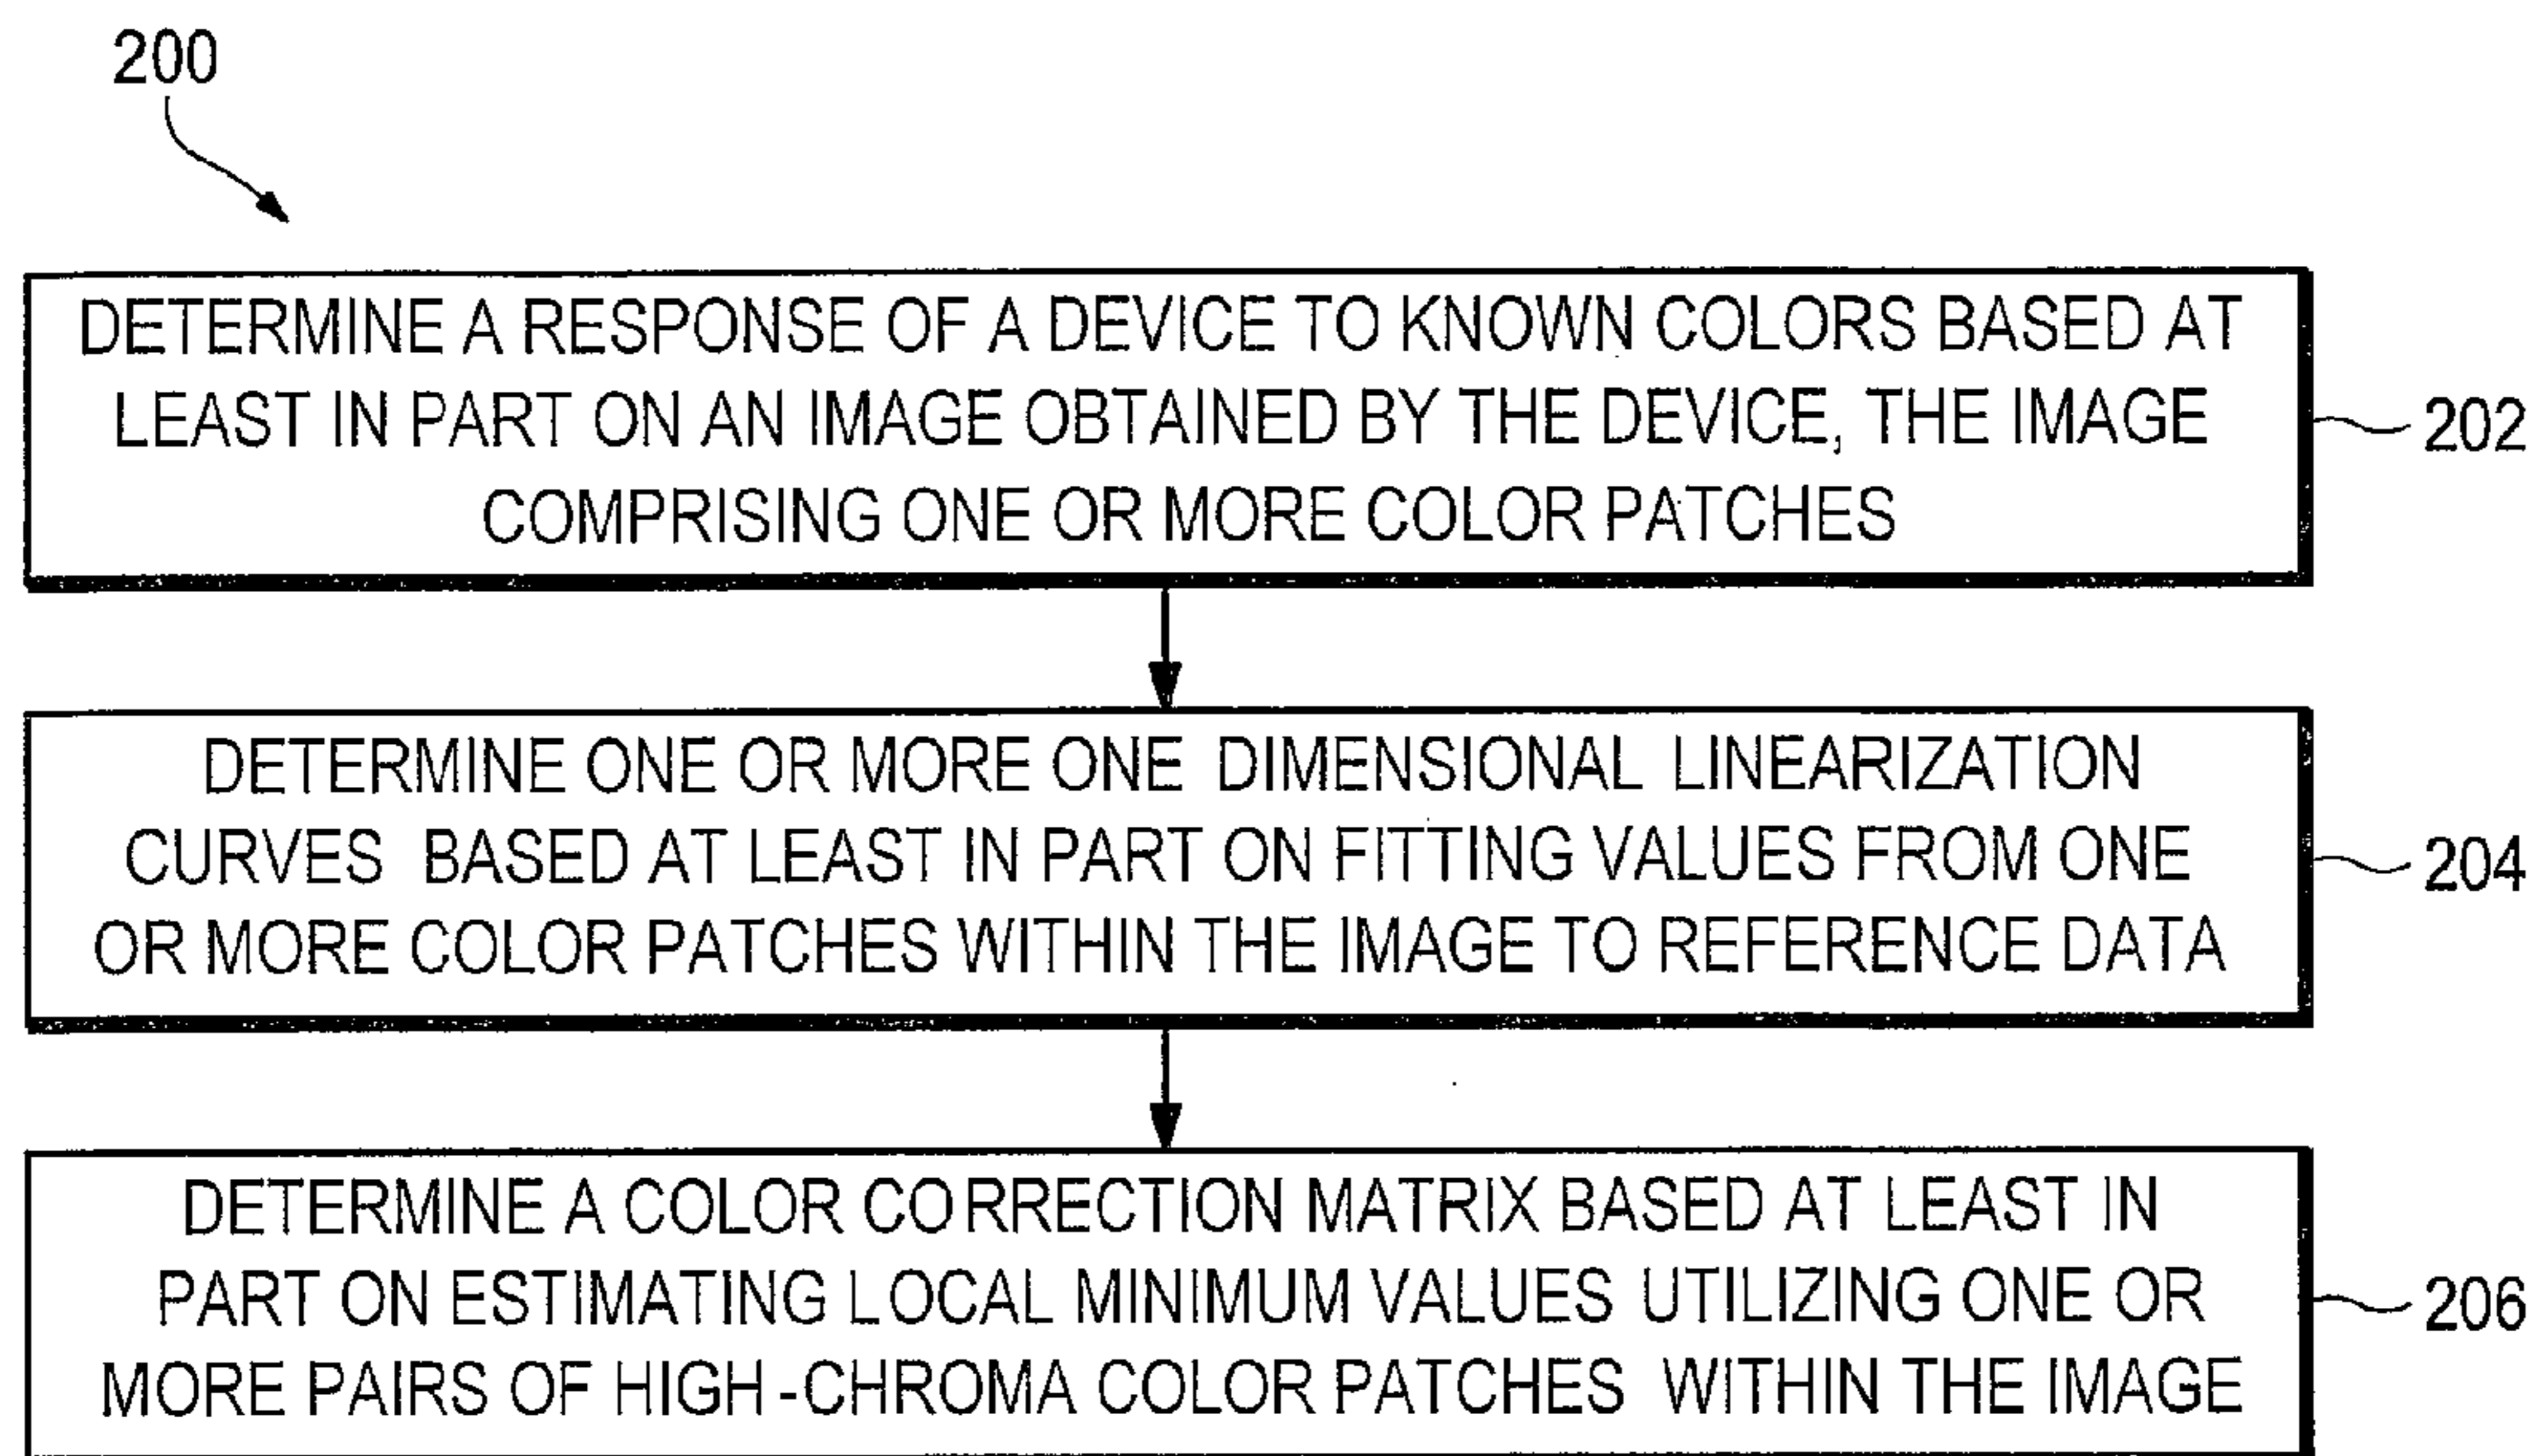 200
DETERMINE A RESPONSE OF A DEVICE TO KNOWN COLORS BASED AT
LEAST IN PART ON AN IMAGE OBTAINED BY THE DEVICE, THE IMAGE
COMPRISING ONE OR MORE COLOR PATCHES
202
DETERMINE ONE OR MORE ONE DIMENSIONAL LINEARIZATION
CURVES BASED AT LEAST IN PART ON FITTING VALUES FROM ONE
OR MORE COLOR PATCHES WITHIN THE IMAGE TO REFERENCE DATA
204
DETERMINE A COLOR CORRECTION MATRIX BASED AT LEAST IN
PART ON ESTIMATING LOCAL MINIMUM VALUES UTILIZING ONE OR
MORE PAIRS OF HIGH-CHROMA COLOR PATCHES WITHIN THE IMAGE
206